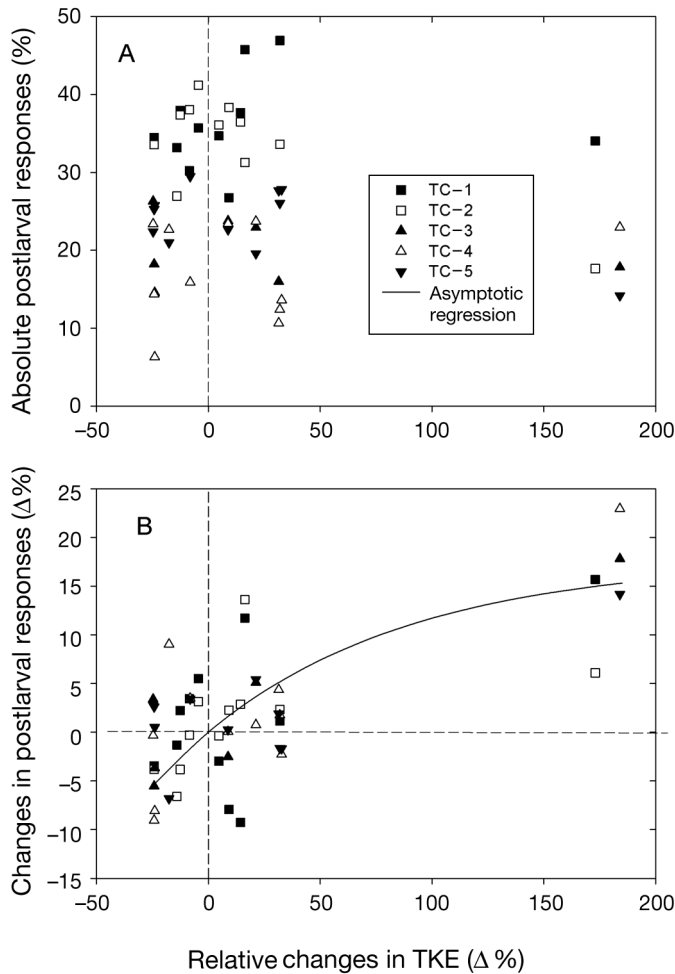 50
A
40
30
20
10
0
Absolute postlarval responses (%)
TC–1
TC–2
TC–3
TC–4
TC–5
Asymptotic
regression
–50
0
50
100
150
200
25
B
20
15
10
5
0
–5
–10
–15
Changes in postlarval responses (Δ%)
–50
0
50
100
150
200
Relative changes in TKE (Δ %)